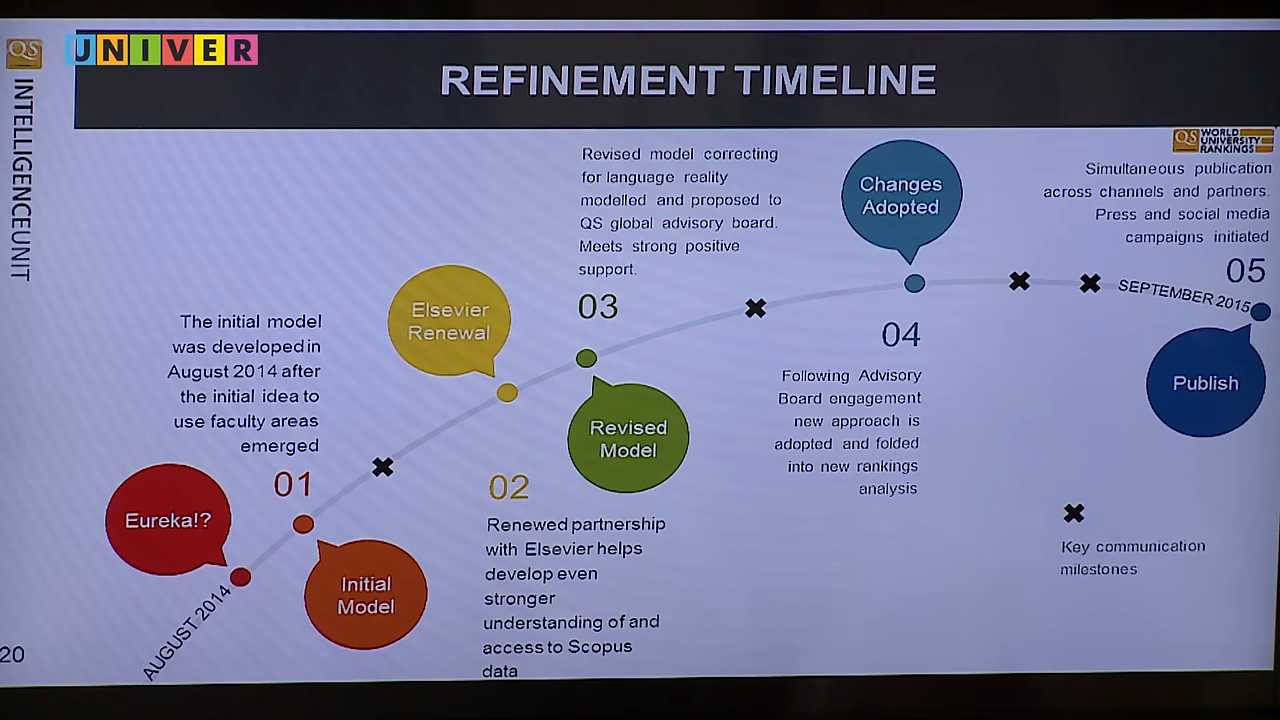 UNIVER
QS
INTELLIGENCEUNIT
REFINEMENT TIMELINE
QS WORLD
UNIVERSITY
RANKINGS
Eureka!?
AUGUST 2014
The initial model
was developed in
August 2014 after
the initial idea to
use faculty areas
emerged
01
Initial
Model
Elsevier
Renewal
02
Renewed partnership
with Elsevier helps
develop even
stronger
understanding of and
access to Scopus
data
Revised model correcting
for language reality
modelled and proposed to
QS global advisory board.
Meets strong positive
support.
03
Revised
Model
Changes
Adopted
04
Following Advisory
Board engagement
new approach is
adopted and folded
into new rankings
analysis
Simultaneous publication
across channels and partners.
Press and social media
campaigns initiated
05
SEPTEMBER 2015
Publish
Key communication
milestones
20